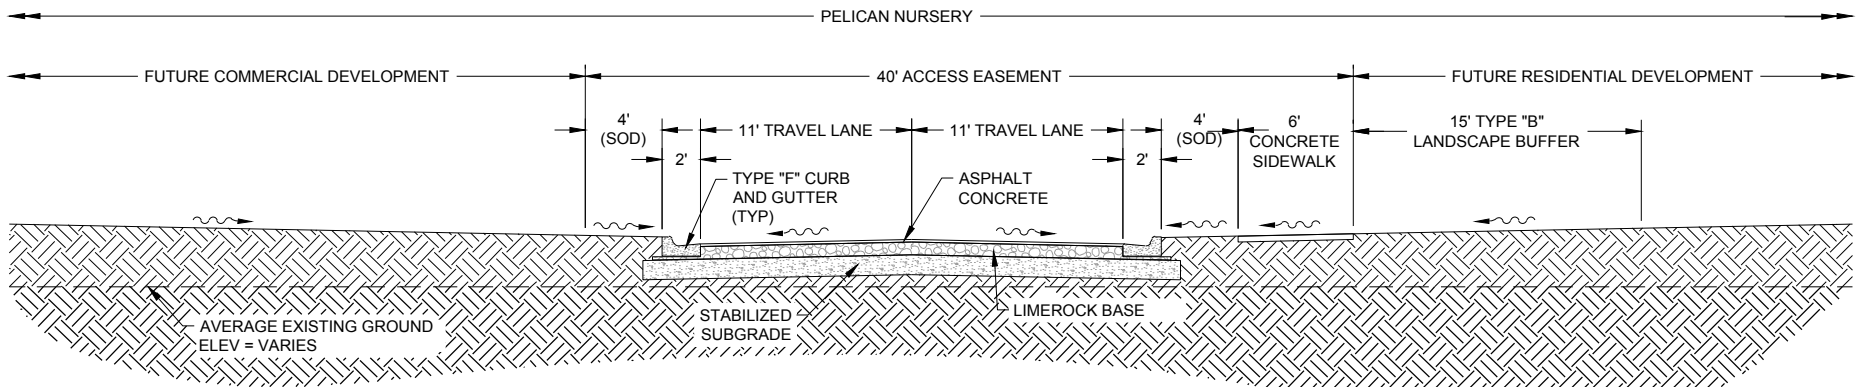 PELICAN NURSERY
FUTURE COMMERCIAL DEVELOPMENT
40' ACCESS EASEMENT
FUTURE RESIDENTIAL DEVELOPMENT
4'
(SOD)
2'
11' TRAVEL LANE
11' TRAVEL LANE
2'
4'
(SOD)
6'
CONCRETE
SIDEWALK
15' TYPE "B"
LANDSCAPE BUFFER
TYPE "F" CURB
AND GUTTER
(TYP)
ASPHALT
CONCRETE
AVERAGE EXISTING GROUND
ELEV = VARIES
STABILIZED
SUBGRADE
LIMEROCK BASE